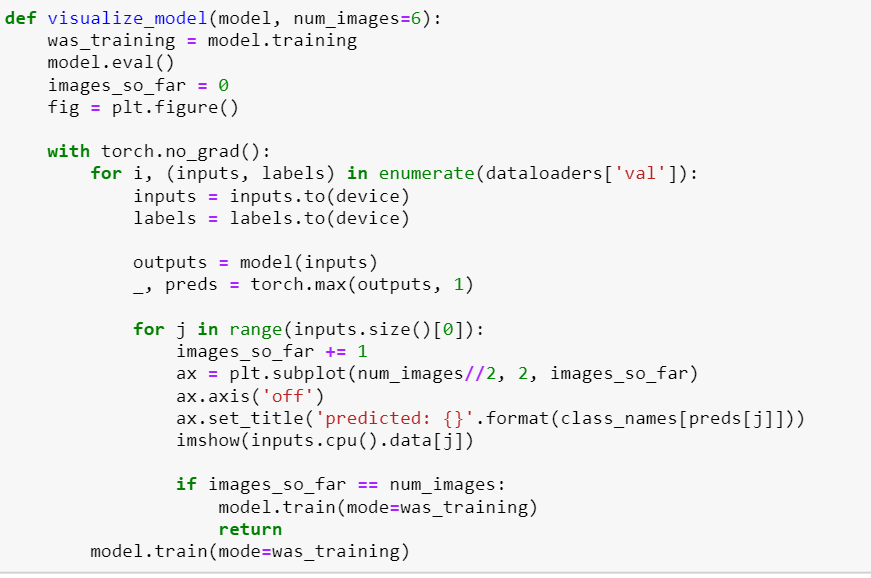 def visualize_model(model, num_images=6):
    was_training = model.training
    model.eval()
    images_so_far = 0
    fig = plt.figure()

    with torch.no_grad():
        for i, (inputs, labels) in enumerate(dataloaders['val']):
            inputs = inputs.to(device)
            labels = labels.to(device)

            outputs = model(inputs)
            _, preds = torch.max(outputs, 1)

            for j in range(inputs.size()[0]):
                images_so_far += 1
                ax = plt.subplot(num_images//2, 2, images_so_far)
                ax.axis('off')
                ax.set_title('predicted: {}'.format(class_names[preds[j]]))
                imshow(inputs.cpu().data[j])

                if images_so_far == num_images:
                    model.train(mode=was_training)
                    return
        model.train(mode=was_training)